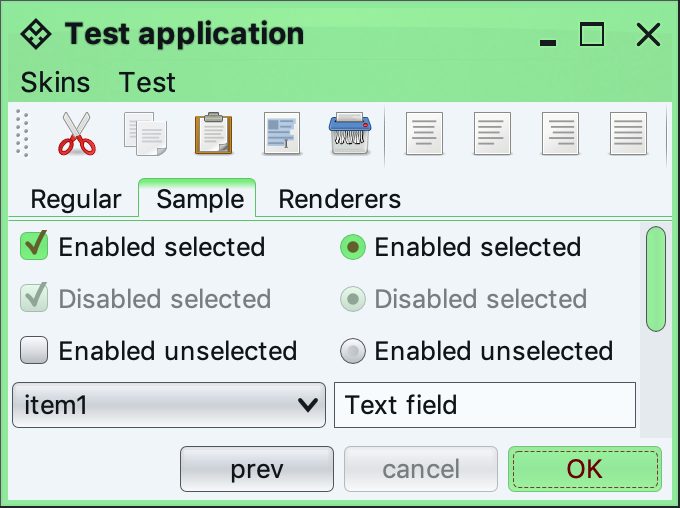 Test application
Skins Test
Regular Sample Renderers
Enabled selected Enabled selected
Disabled selected Disabled selected
Enabled unselected Enabled unselected
item1 Text field
prev cancel OK